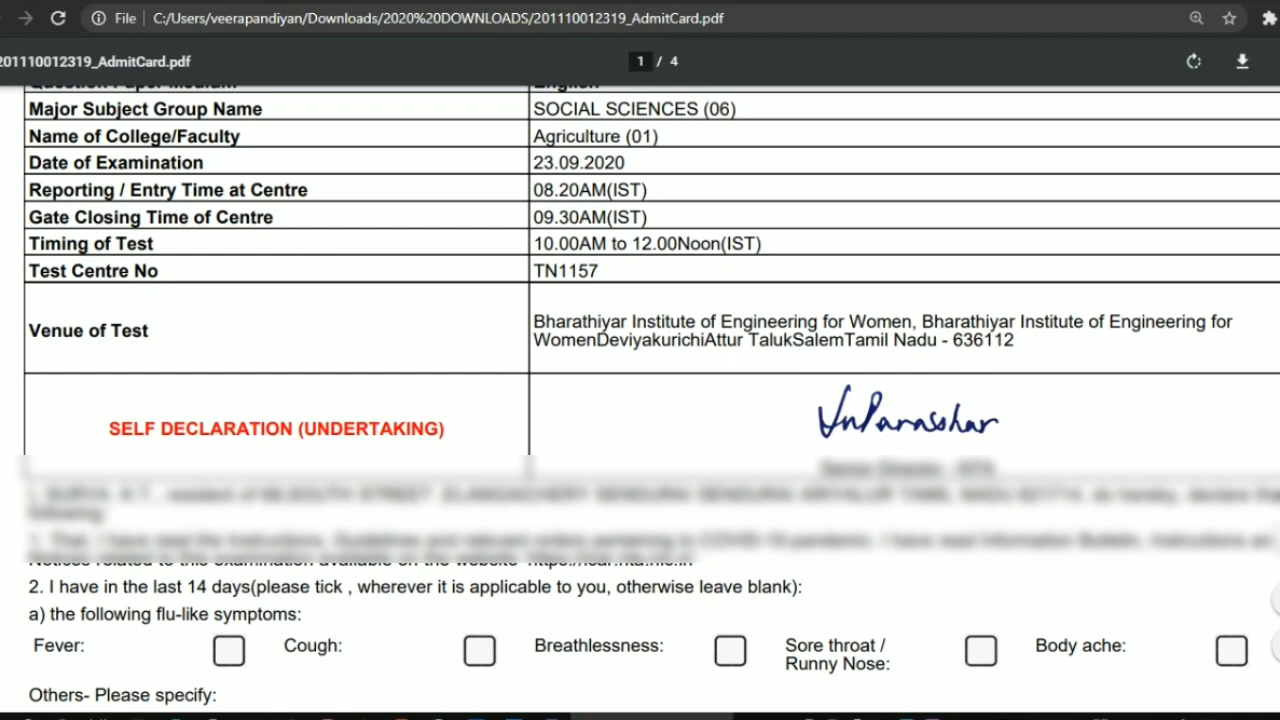 File C:/Users/veerapandiyan/Downloads/2020%20DOWNLOADS/201110012319_AdmitCard.pdf
201110012319_AdmitCard.pdf 1 / 4
Question Paper Medium English
Major Subject Group Name SOCIAL SCIENCES (06)
Name of College/Faculty Agriculture (01)
Date of Examination 23.09.2020
Reporting / Entry Time at Centre 08.20AM(IST)
Gate Closing Time of Centre 09.30AM(IST)
Timing of Test 10.00AM to 12.00Noon(IST)
Test Centre No TN1157
Venue of Test
Bharathiyar Institute of Engineering for Women, Bharathiyar Institute of Engineering for
WomenDeviyakurichiAttur TalukSalemTamil Nadu - 636112
SELF DECLARATION (UNDERTAKING)
2. I have in the last 14 days(please tick , wherever it is applicable to you, otherwise leave blank):
a) the following flu-like symptoms:
Fever: Cough: Breathlessness: Sore throat / Body ache:
Runny Nose:
Others- Please specify: